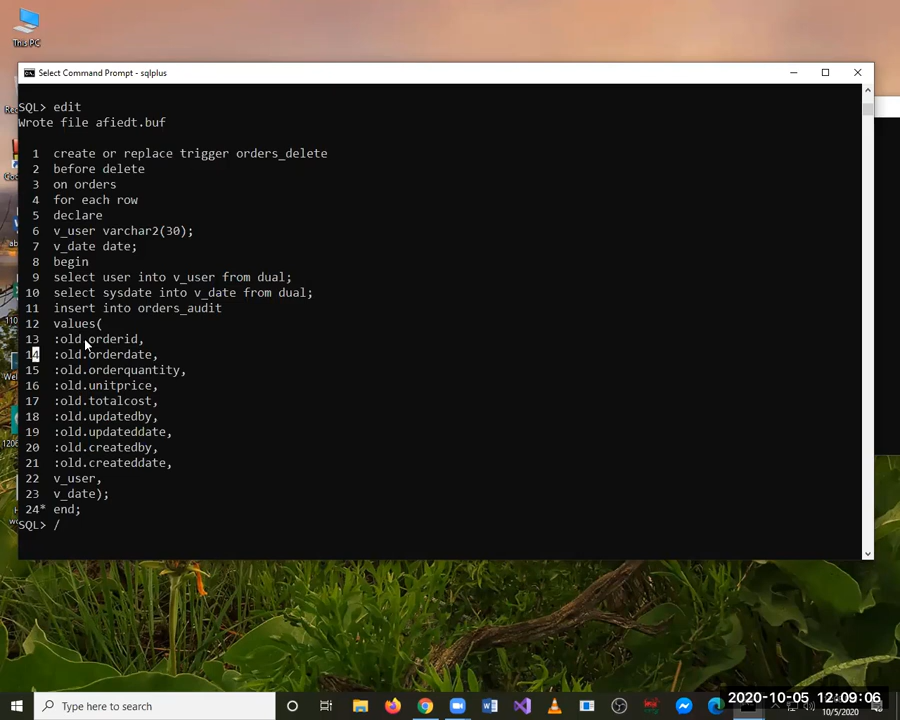 This PC
Select Command Prompt - sqlplus
SQL> edit
Wrote file afiedt.buf
1 create or replace trigger orders_delete
2 before delete
3 on orders
4 for each row
5 declare
6 v_user varchar2(30);
7 v_date date;
8 begin
9 select user into v_user from dual;
10 select sysdate into v_date from dual;
11 insert into orders_audit
12 values(
13 :old.orderid,
14 :old.orderdate,
15 :old.orderquantity,
16 :old.unitprice,
17 :old.totalcost,
18 :old.updatedby,
19 :old.updateddate,
20 :old.createdby,
21 :old.createddate,
22 v_user,
23 v_date);
24* end;
SQL> /
Type here to search
2020-10-05 12:09:06
10/5/2020